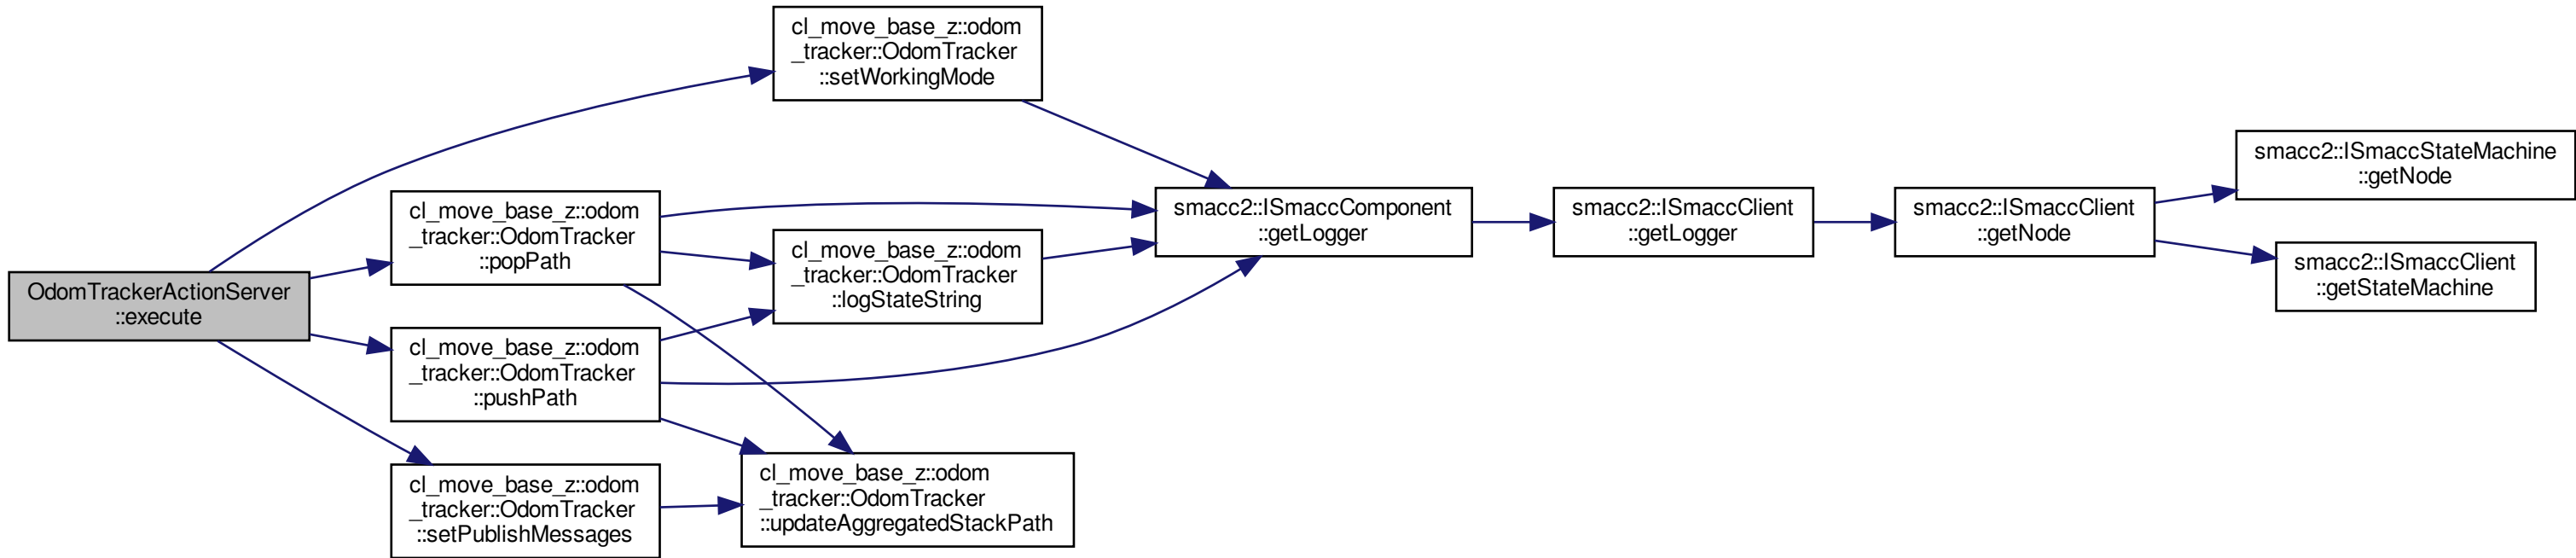 OdomTrackerActionServer
::execute
cl_move_base_z::odom
_tracker::OdomTracker
::setWorkingMode
cl_move_base_z::odom
_tracker::OdomTracker
::popPath
cl_move_base_z::odom
_tracker::OdomTracker
::logStateString
cl_move_base_z::odom
_tracker::OdomTracker
::pushPath
cl_move_base_z::odom
_tracker::OdomTracker
::setPublishMessages
cl_move_base_z::odom
_tracker::OdomTracker
::updateAggregatedStackPath
smacc2::ISmaccComponent
::getLogger
smacc2::ISmaccClient
::getLogger
smacc2::ISmaccClient
::getNode
smacc2::ISmaccStateMachine
::getNode
smacc2::ISmaccClient
::getStateMachine